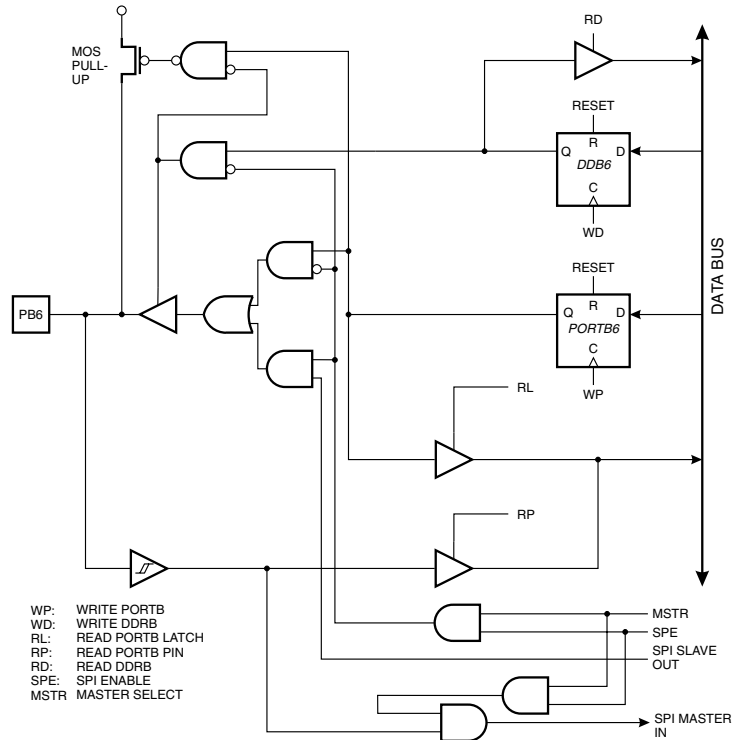 RD
MOS
PULL-
UP
RESET
R
Q
D
DDB6
C
WD
DATA BUS
RESET
R
Q
D
PORTB6
C
WP
PB6
RL
RP
MSTR
SPE
SPI SLAVE
OUT
SPI MASTER
IN
WP: WRITE PORTB
WD: WRITE DDRB
RL: READ PORTB LATCH
RP: READ PORTB PIN
RD: READ DDRB
SPE: SPI ENABLE
MSTR MASTER SELECT